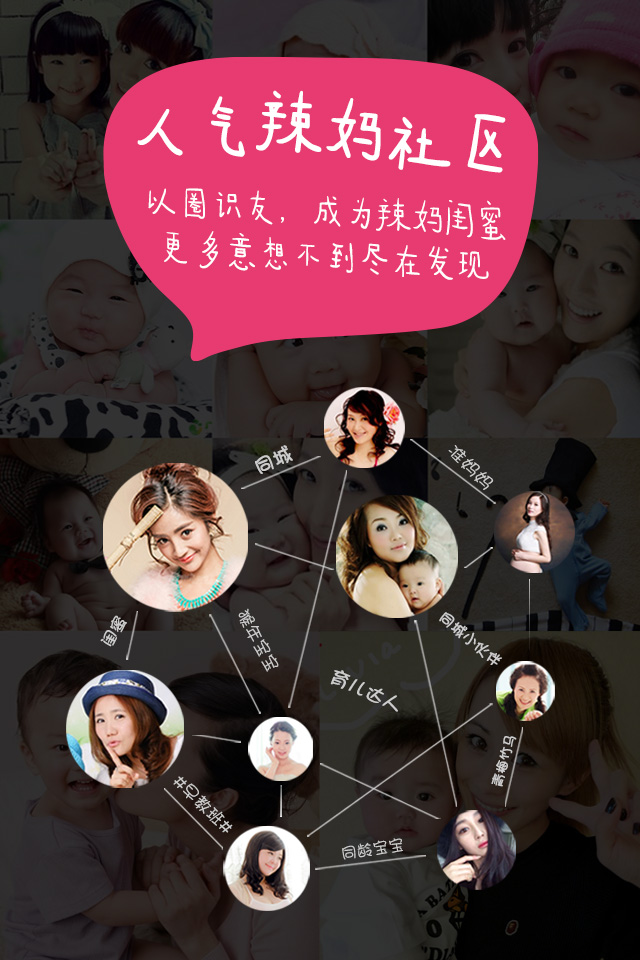 人气辣妈社区
以圈识友，成为辣妈闺蜜
更多意想不到尽在发现
同城
准妈妈
闺蜜
猴年宝宝
同城小伙伴
育儿达人
青梅竹马
#早教班#
同龄宝宝